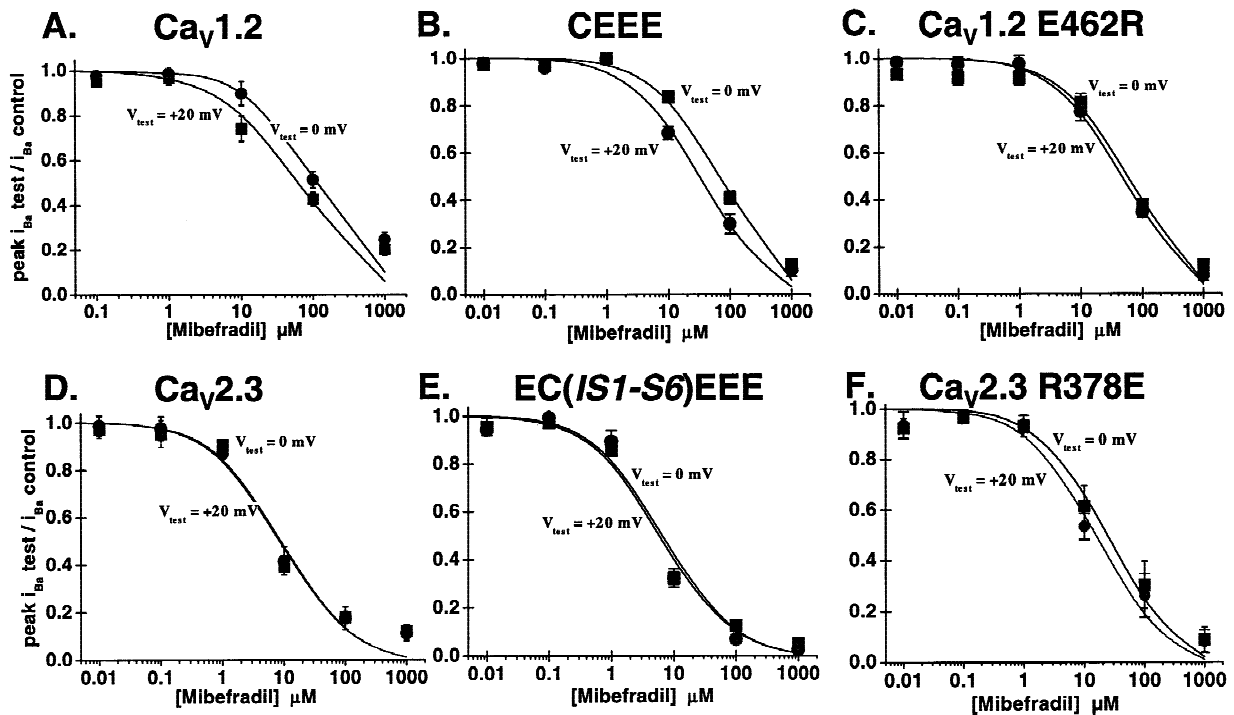 A. CaV1.2
peak iBa test / iBa control
1.0
0.8
0.6
0.4
0.2
0.0
Vtest = +20 mV
Vtest = 0 mV
0.1 1 10 100 1000
[Mibefradil] µM
B. CEEE
1.0
0.8
0.6
0.4
0.2
0.0
Vtest = 0 mV
Vtest = +20 mV
0.01 0.1 1 10 100 1000
[Mibefradil] µM
C. CaV1.2 E462R
1.0
0.8
0.6
0.4
0.2
0.0
Vtest = 0 mV
Vtest = +20 mV
0.01 0.1 1 10 100 1000
[Mibefradil] µM
D. CaV2.3
peak iBa test / iBa control
1.0
0.8
0.6
0.4
0.2
0.0
Vtest = 0 mV
Vtest = +20 mV
0.01 0.1 1 10 100 1000
[Mibefradil] µM
E. EC(IS1-S6)EEE
1.0
0.8
0.6
0.4
0.2
0.0
Vtest = 0 mV
Vtest = +20 mV
0.01 0.1 1 10 100 1000
[Mibefradil] µM
F. CaV2.3 R378E
1.0
0.8
0.6
0.4
0.2
0.0
Vtest = 0 mV
Vtest = +20 mV
0.01 0.1 1 10 100 1000
[Mibefradil] µM